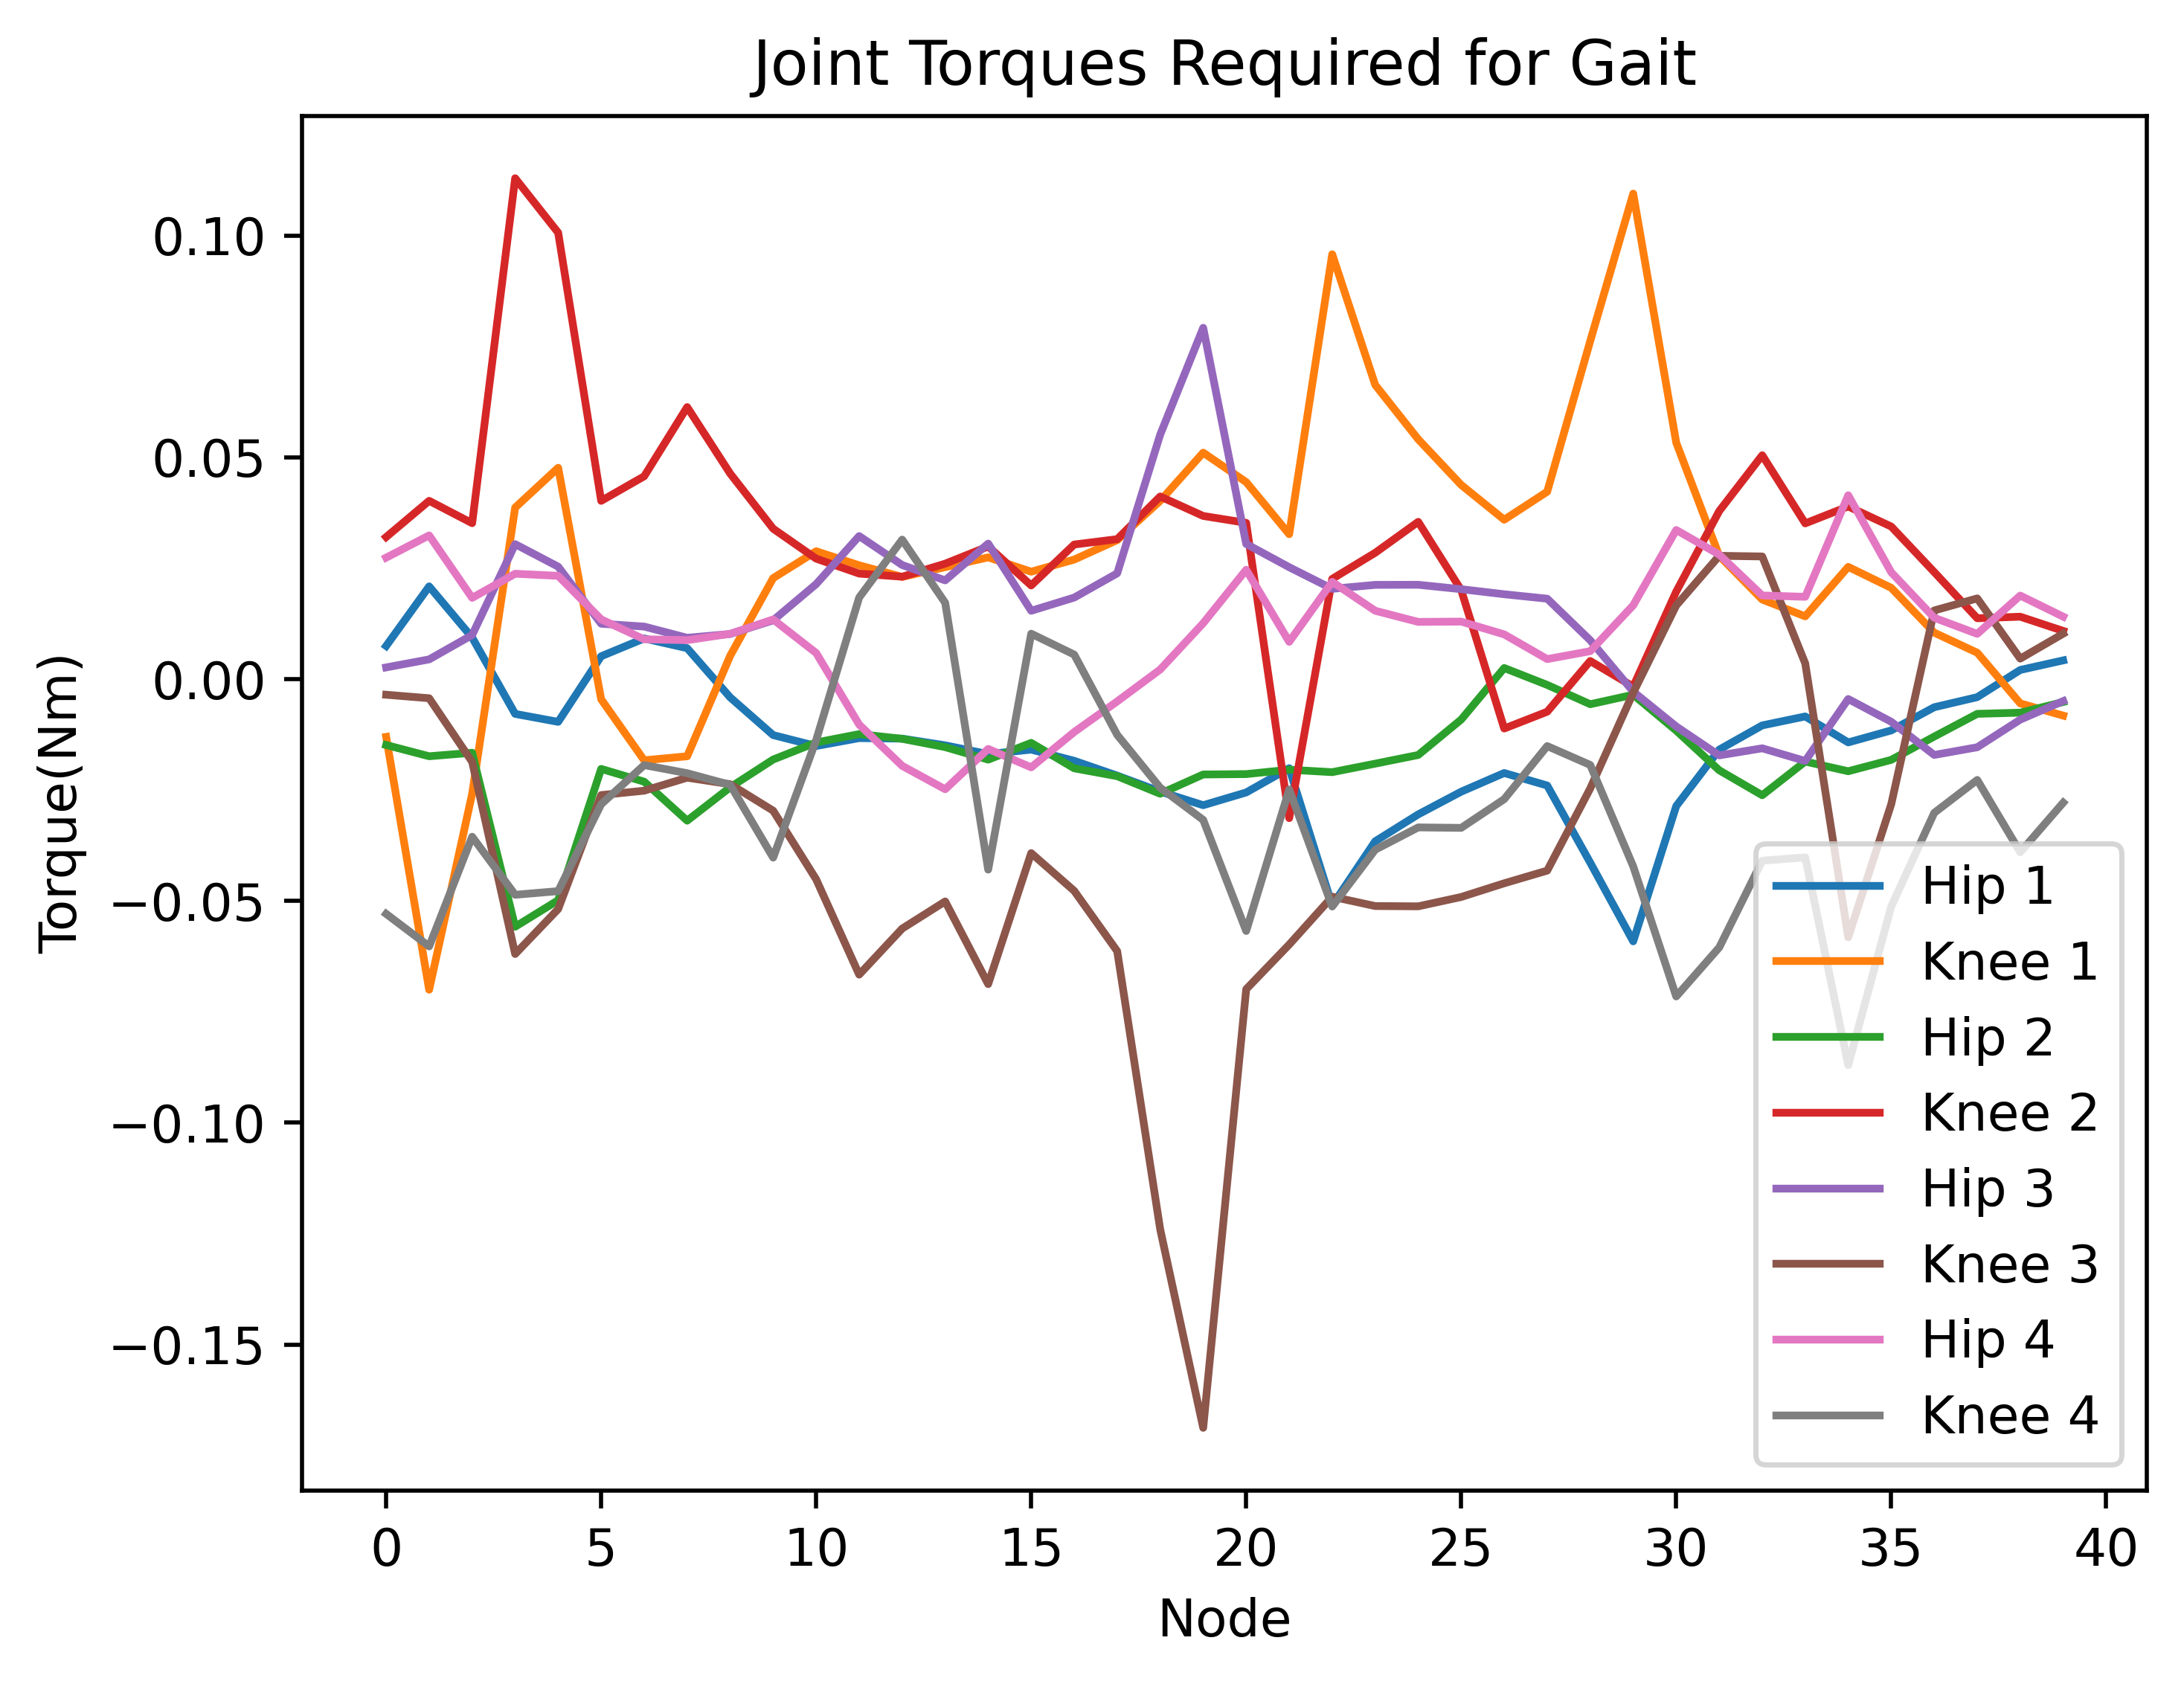 Joint Torques Required for Gait
Torque(Nm)
0.10
0.05
0.00
−0.05
−0.10
−0.15
0 5 10 15 20 25 30 35 40
Node
Hip 1
Knee 1
Hip 2
Knee 2
Hip 3
Knee 3
Hip 4
Knee 4